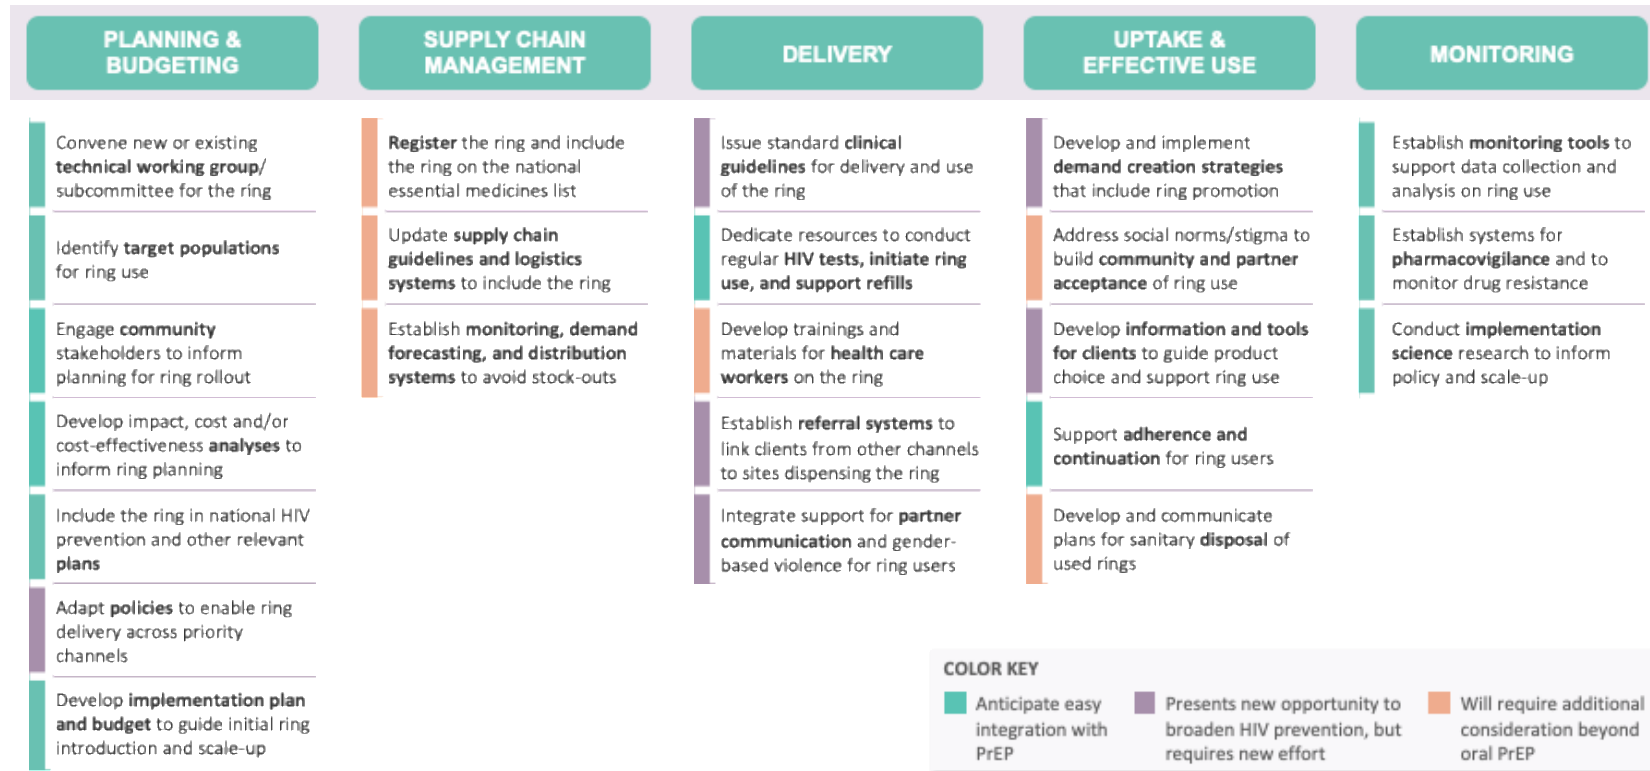 PLANNING &
BUDGETING
SUPPLY CHAIN
MANAGEMENT
DELIVERY
UPTAKE &
EFFECTIVE USE
MONITORING
Convene new or existing
technical working group/
subcommittee for the ring
Identify target populations
for ring use
Engage community
stakeholders to inform
planning for ring rollout
Develop impact, cost and/or
cost-effectiveness analyses to
inform ring planning
Include the ring in national HIV
prevention and other relevant
plans
Adapt policies to enable ring
delivery across priority
channels
Develop implementation plan
and budget to guide initial ring
introduction and scale-up
Register the ring and include
the ring on the national
essential medicines list
Update supply chain
guidelines and logistics
systems to include the ring
Establish monitoring, demand
forecasting, and distribution
systems to avoid stock-outs
Issue standard clinical
guidelines for delivery and use
of the ring
Dedicate resources to conduct
regular HIV tests, initiate ring
use, and support refills
Develop trainings and
materials for health care
workers on the ring
Establish referral systems to
link clients from other channels
to sites dispensing the ring
Integrate support for partner
communication and gender-
based violence for ring users
Develop and implement
demand creation strategies
that include ring promotion
Address social norms/stigma to
build community and partner
acceptance of ring use
Develop information and tools
for clients to guide product
choice and support ring use
Support adherence and
continuation for ring users
Develop and communicate
plans for sanitary disposal of
used rings
Establish monitoring tools to
support data collection and
analysis on ring use
Establish systems for
pharmacovigilance and to
monitor drug resistance
Conduct implementation
science research to inform
policy and scale-up
COLOR KEY
Anticipate easy
integration with
PrEP
Presents new opportunity to
broaden HIV prevention, but
requires new effort
Will require additional
consideration beyond
oral PrEP